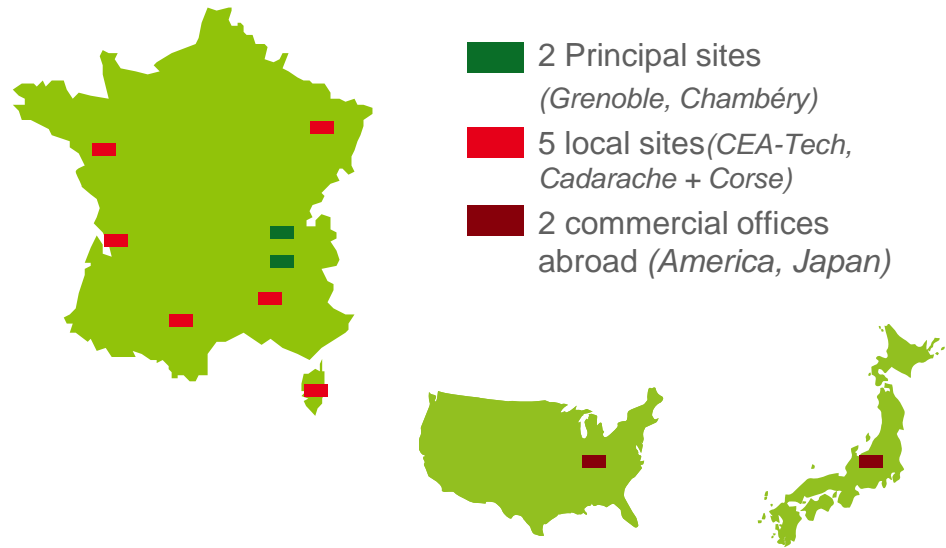 2 Principal sites
(Grenoble, Chambéry)
5 local sites(CEA-Tech,
Cadarache + Corse)
2 commercial offices
abroad (America, Japan)